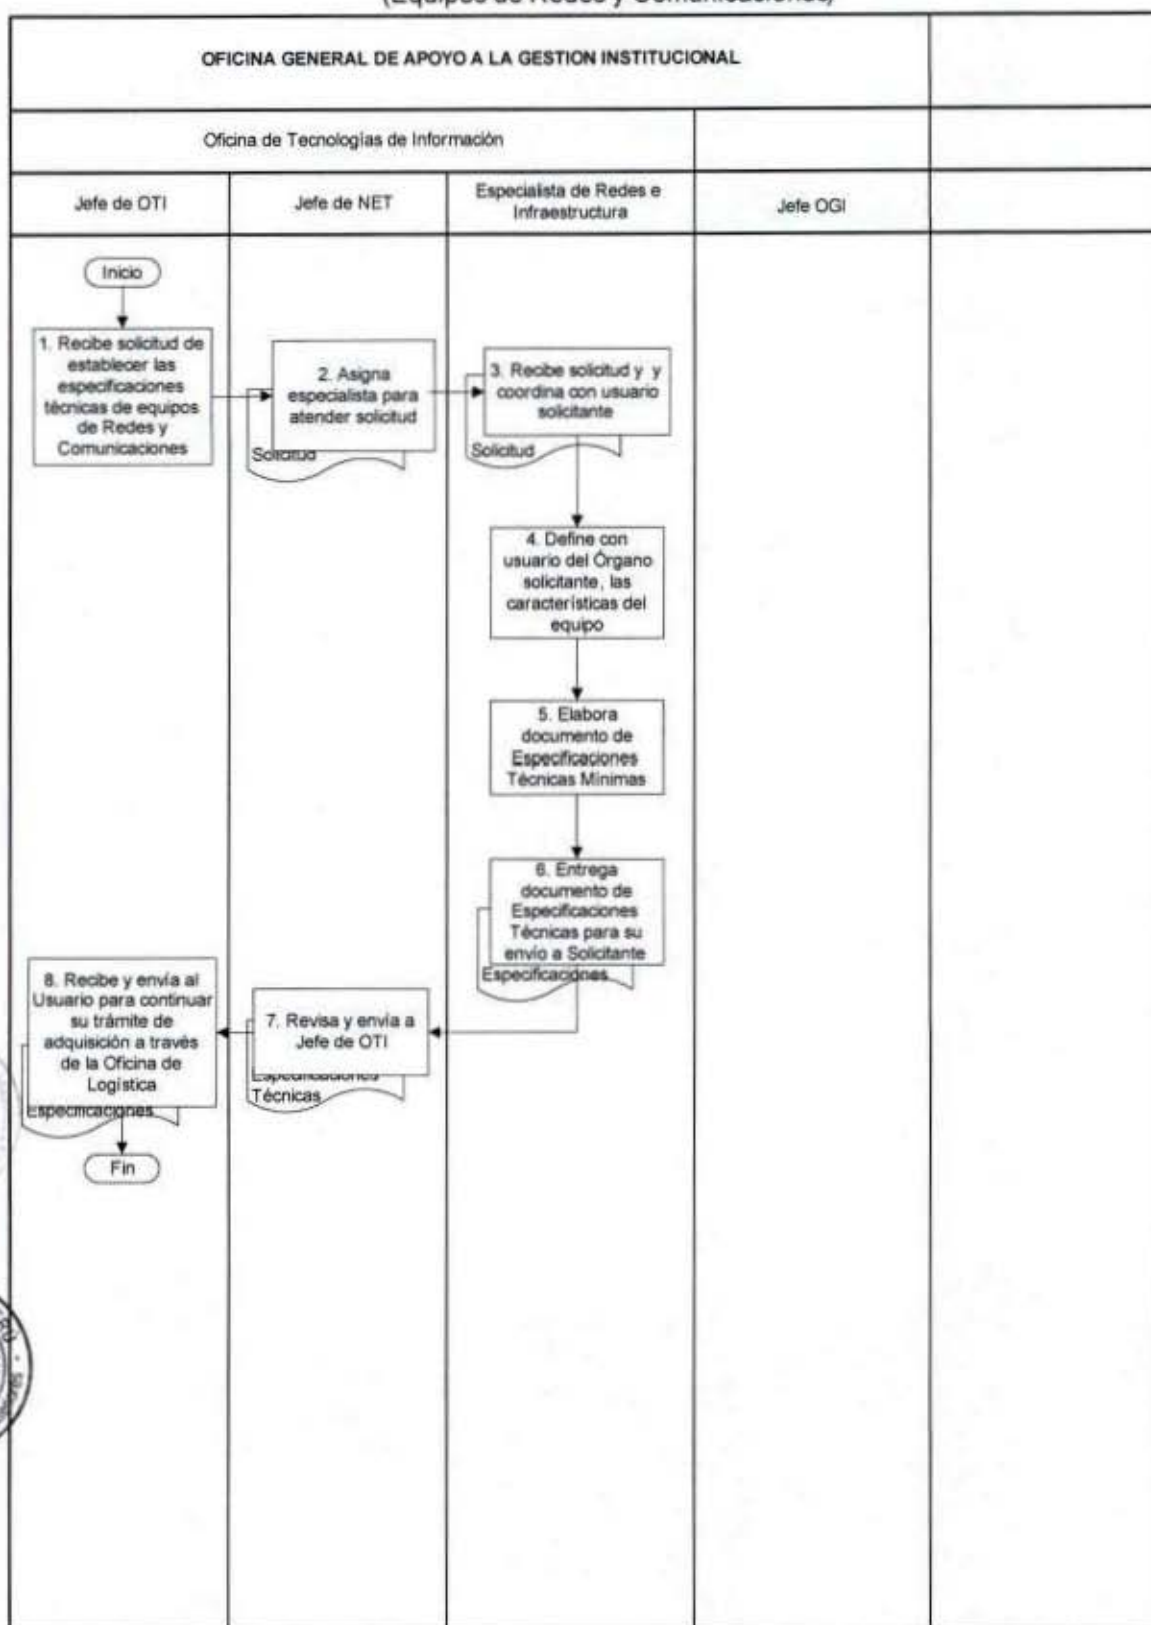 (Equipos de Redes y Comunicaciones)
OFICINA GENERAL DE APOYO A LA GESTION INSTITUCIONAL
Oficina de Tecnologías de Información
Jefe de OTI
Jefe de NET
Especialista de Redes e
Infraestructura
Jefe OGI
Inicio
1. Recibe solicitud de
establecer las
especificaciones
técnicas de equipos
de Redes y
Comunicaciones
2. Asigna
especialista para
atender solicitud
Solicitud
3. Recibe solicitud y y
coordina con usuario
solicitante
Solicitud
4. Define con
usuario del Órgano
solicitante, las
características del
equipo
5. Elabora
documento de
Especificaciones
Técnicas Mínimas
6. Entrega
documento de
Especificaciones
Técnicas para su
envío a Solicitante
Especificaciones
7. Revisa y envía a
Jefe de OTI
Especificaciones
Técnicas
8. Recibe y envía al
Usuario para continuar
su trámite de
adquisición a través
de la Oficina de
Logística
Especificaciones
Fin